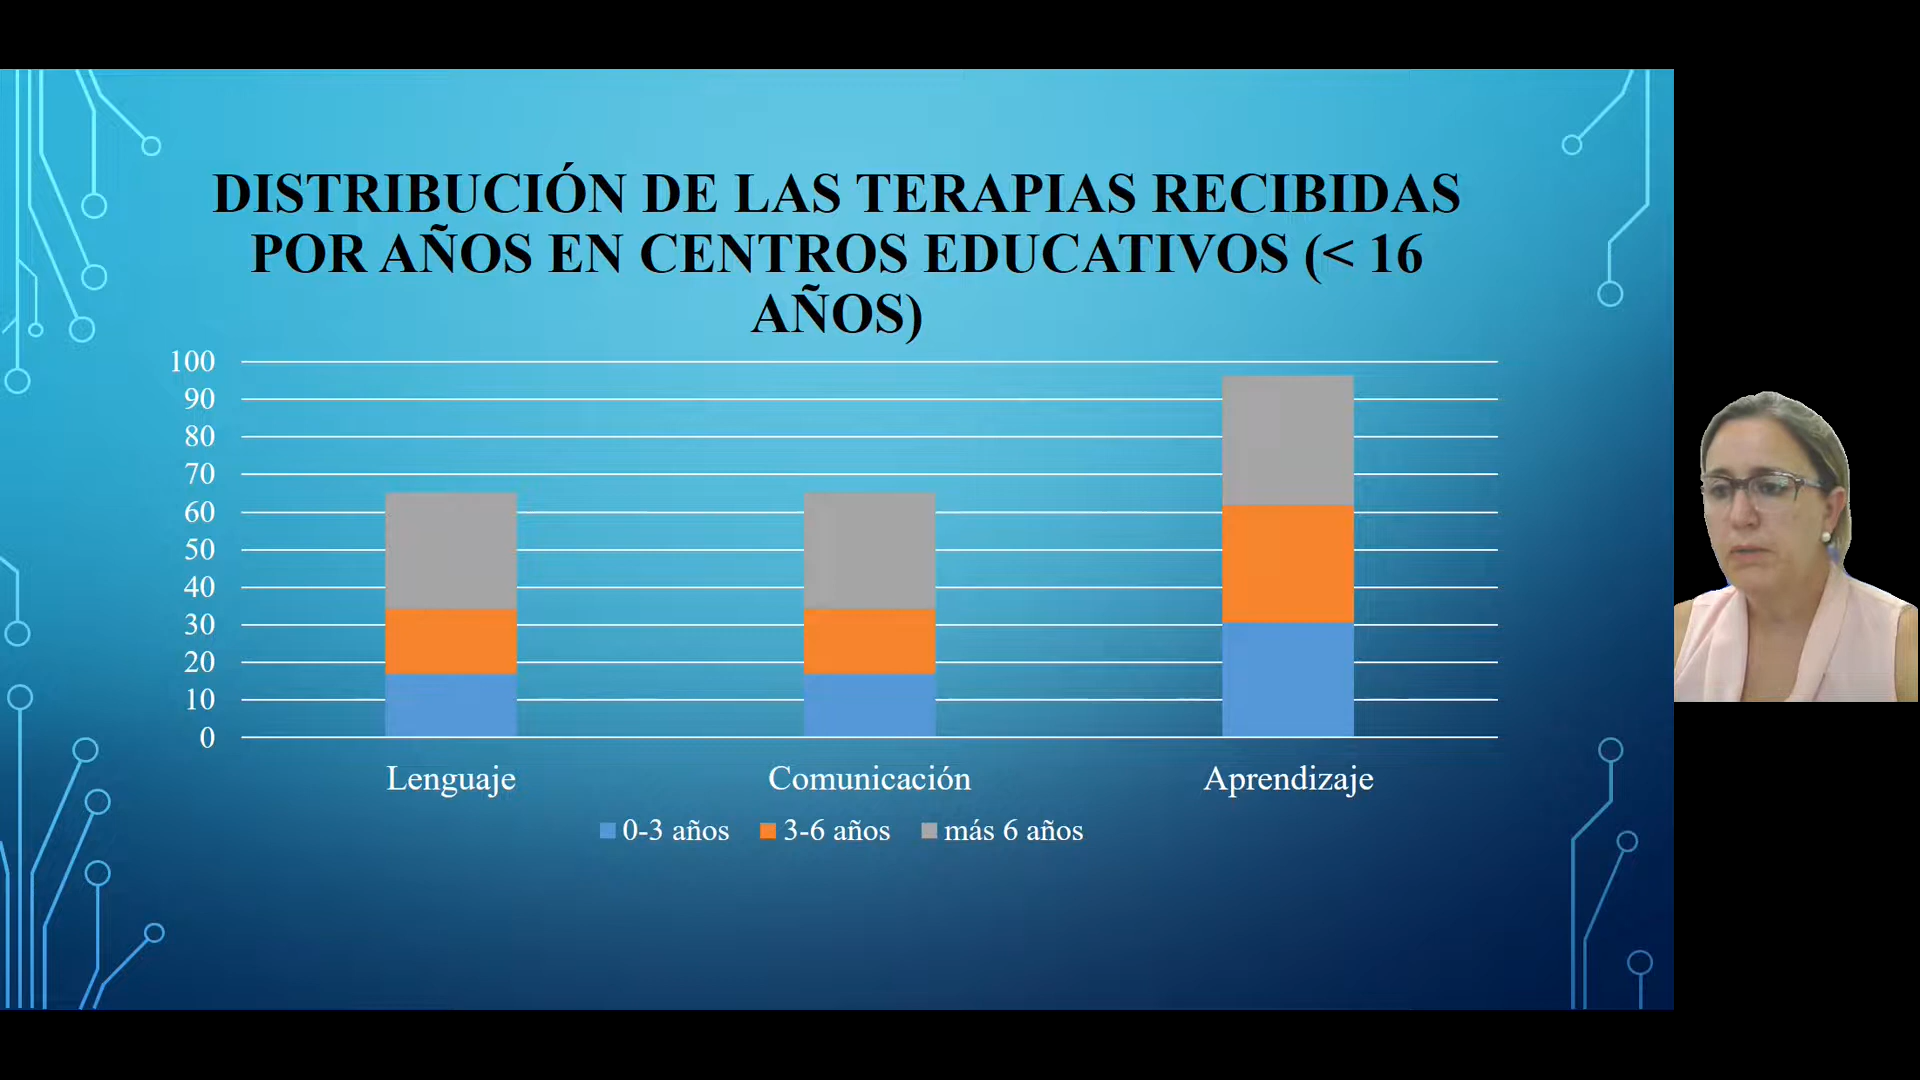 DISTRIBUCIÓN DE LAS TERAPIAS RECIBIDAS
POR AÑOS EN CENTROS EDUCATIVOS (< 16
AÑOS)
100
90
80
70
60
50
40
30
20
10
0
Lenguaje Comunicación Aprendizaje
0-3 años 3-6 años más 6 años